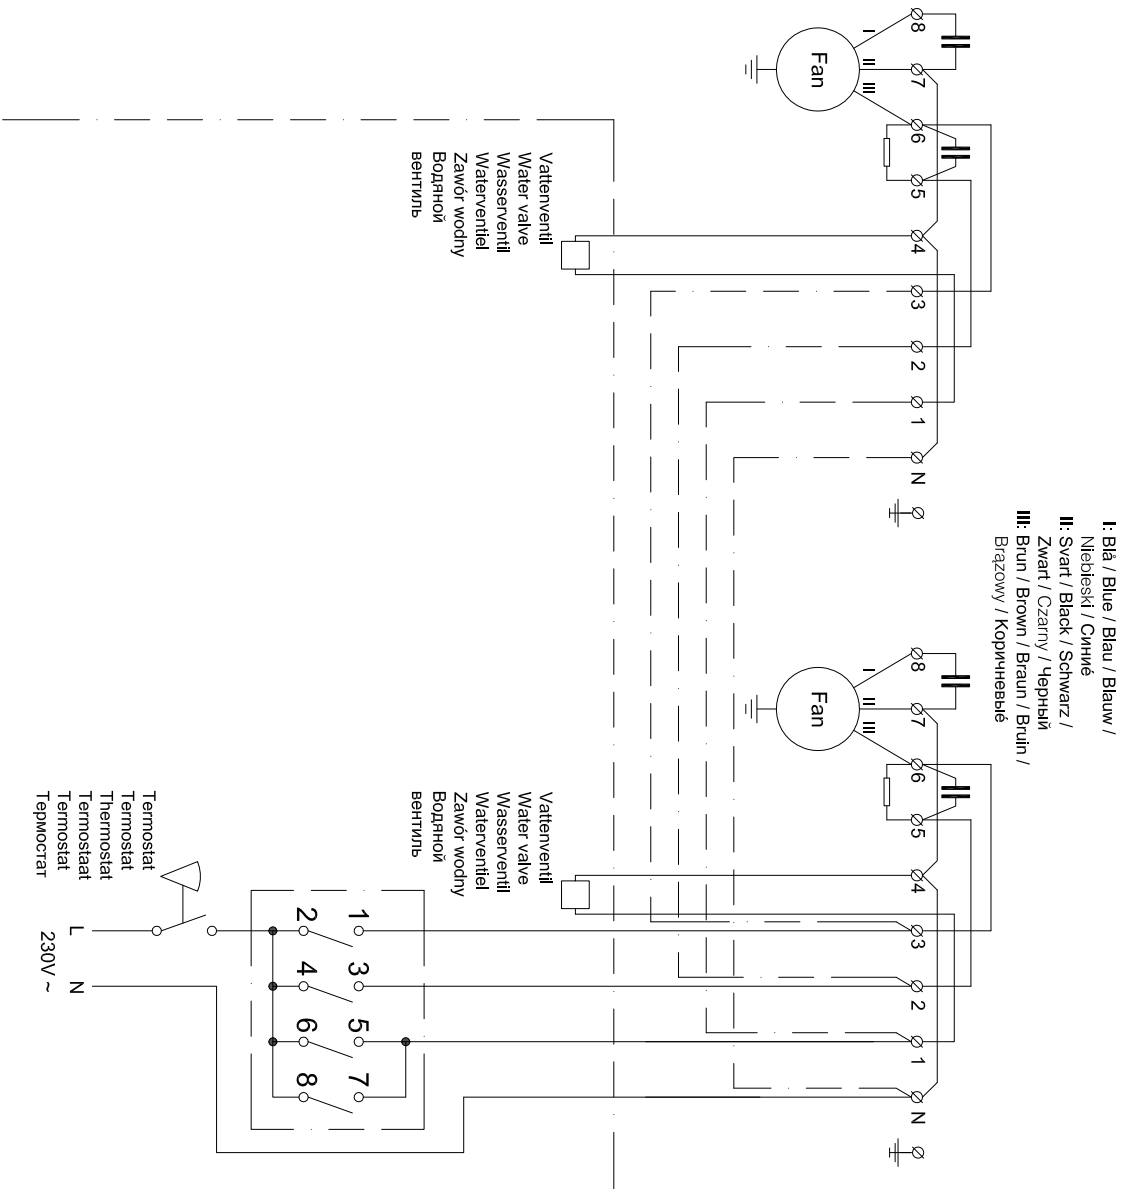 I: Blå / Blue / Blau / Blauw /
Niebieski / Синие
II: Svart / Black / Schwarz /
Zwart / Czarny / Черный
III: Brun / Brown / Braun / Bruin /
Brązowy / Коричневые
8
7
6
5
4
3
2
1
N
I
II
III
Fan
Vattenventil
Water valve
Wasserventil
Waterventiel
Zawór wodny
Водяной
вентиль
8
7
6
5
4
3
2
1
N
I
II
III
Fan
Vattenventil
Water valve
Wasserventil
Waterventiel
Zawór wodny
Водяной
вентиль
1 3 5 7
2 4 6 8
Termostat
Termostat
Thermostat
Termostaat
Termostat
Термостат
L N
230V ~